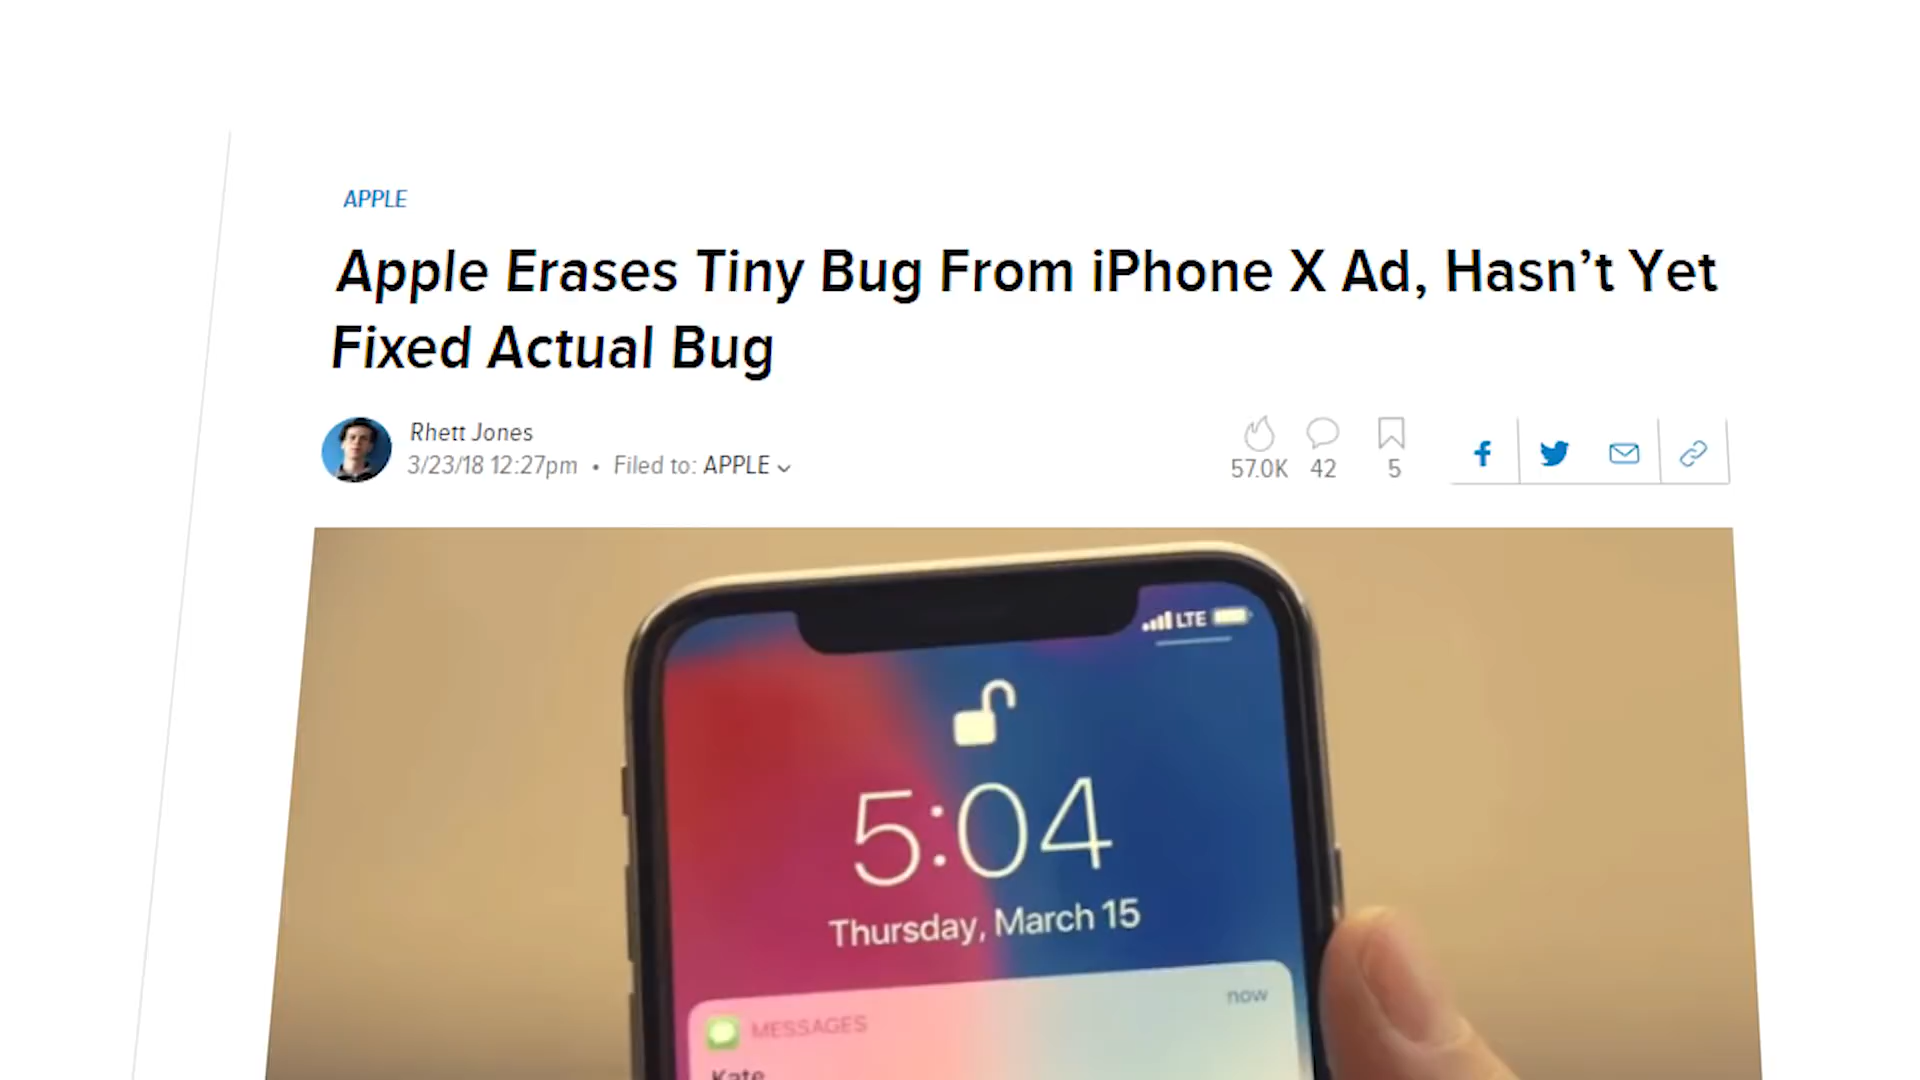 APPLE
Apple Erases Tiny Bug From iPhone X Ad, Hasn’t Yet
Fixed Actual Bug
Rhett Jones
3/23/18 12:27pm • Filed to: APPLE
57.0K 42 5
LTE
5:04
Thursday, March 15
now
MESSAGES
Kate